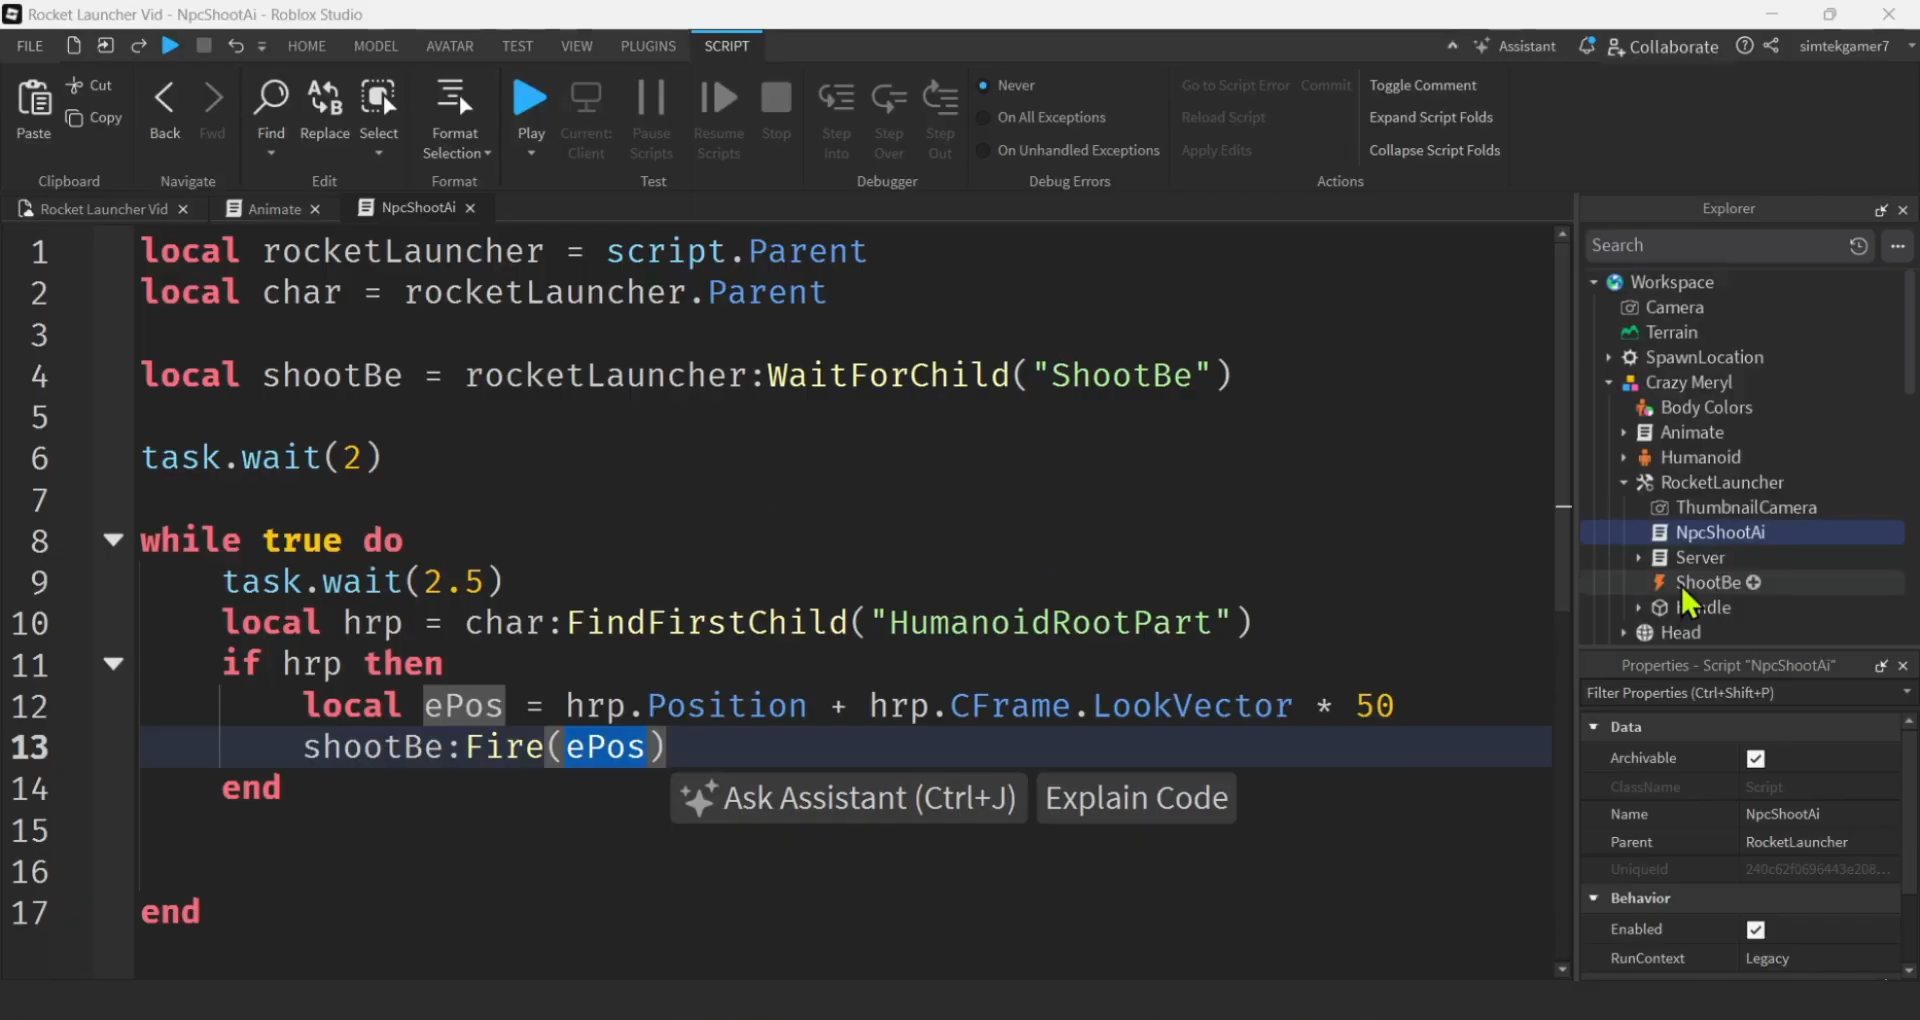 Rocket Launcher Vid - NpcShootAi - Roblox Studio
FILE HOME MODEL AVATAR TEST VIEW PLUGINS SCRIPT Assistant Collaborate simtekgamer7
Paste Cut Copy Back Fwd Find Replace Select Format Selection Play Current: Client Pause Scripts Resume Scripts Stop Step Into Step Over Step Out
Never
On All Exceptions
On Unhandled Exceptions
Go to Script Error Commit
Reload Script
Apply Edits
Toggle Comment
Expand Script Folds
Collapse Script Folds
Clipboard Navigate Edit Format Test Debugger Debug Errors Actions
Rocket Launcher Vid Animate NpcShootAi
1 local rocketLauncher = script.Parent
2 local char = rocketLauncher.Parent
3
4 local shootBe = rocketLauncher:WaitForChild("ShootBe")
5
6 task.wait(2)
7
8 while true do
9 task.wait(2.5)
10 local hrp = char:FindFirstChild("HumanoidRootPart")
11 if hrp then
12 local ePos = hrp.Position + hrp.CFrame.LookVector * 50
13 shootBe:Fire(ePos)
14 end
Ask Assistant (Ctrl+J) Explain Code
15
16
17 end
Explorer
Search
Workspace
Camera
Terrain
SpawnLocation
Crazy Meryl
Body Colors
Animate
Humanoid
RocketLauncher
ThumbnailCamera
NpcShootAi
Server
ShootBe
Head
Properties - Script "NpcShootAi"
Filter Properties (Ctrl+Shift+P)
Data
Archivable
ClassName Script
Name NpcShootAi
Parent RocketLauncher
UniqueId 240c62f0696443e208...
Behavior
Enabled
RunContext Legacy